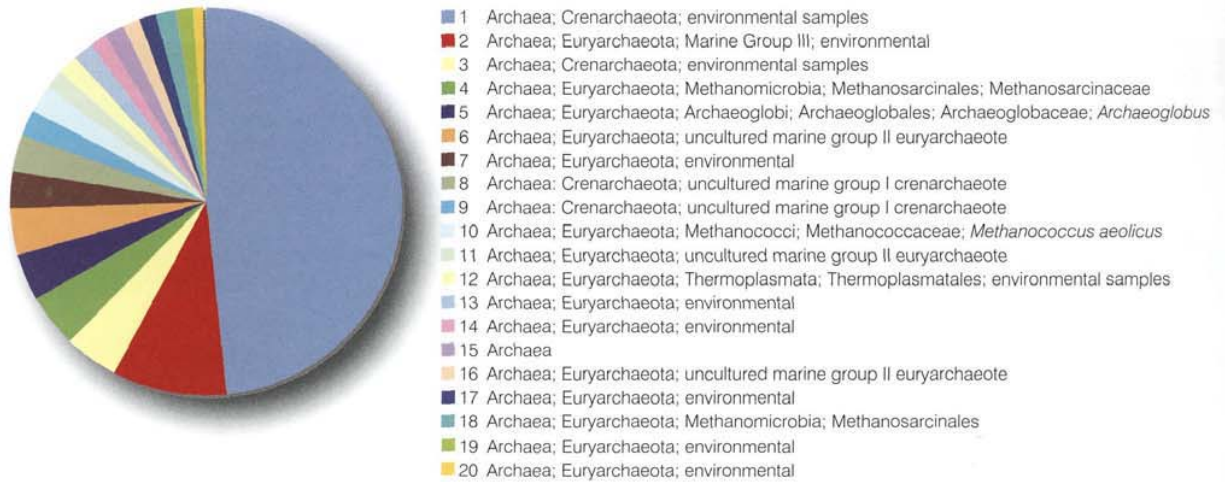 1 Archaea; Crenarchaeota; environmental samples
2 Archaea; Euryarchaeota; Marine Group III; environmental
3 Archaea; Crenarchaeota; environmental samples
4 Archaea; Euryarchaeota; Methanomicrobia; Methanosarcinales; Methanosarcinaceae
5 Archaea; Euryarchaeota; Archaeoglobi; Archaeoglobales; Archaeoglobaceae; Archaeoglobus
6 Archaea; Euryarchaeota; uncultured marine group II euryarchaeote
7 Archaea; Euryarchaeota; environmental
8 Archaea: Crenarchaeota; uncultured marine group I crenarchaeote
9 Archaea: Crenarchaeota; uncultured marine group I crenarchaeote
10 Archaea; Euryarchaeota; Methanococci; Methanococcaceae; Methanococcus aeolicus
11 Archaea; Euryarchaeota; uncultured marine group II euryarchaeote
12 Archaea; Euryarchaeota; Thermoplasmata; Thermoplasmatales; environmental samples
13 Archaea; Euryarchaeota; environmental
14 Archaea; Euryarchaeota; environmental
15 Archaea
16 Archaea; Euryarchaeota; uncultured marine group II euryarchaeote
17 Archaea; Euryarchaeota; environmental
18 Archaea; Euryarchaeota; Methanomicrobia; Methanosarcinales
19 Archaea; Euryarchaeota; environmental
20 Archaea; Euryarchaeota; environmental